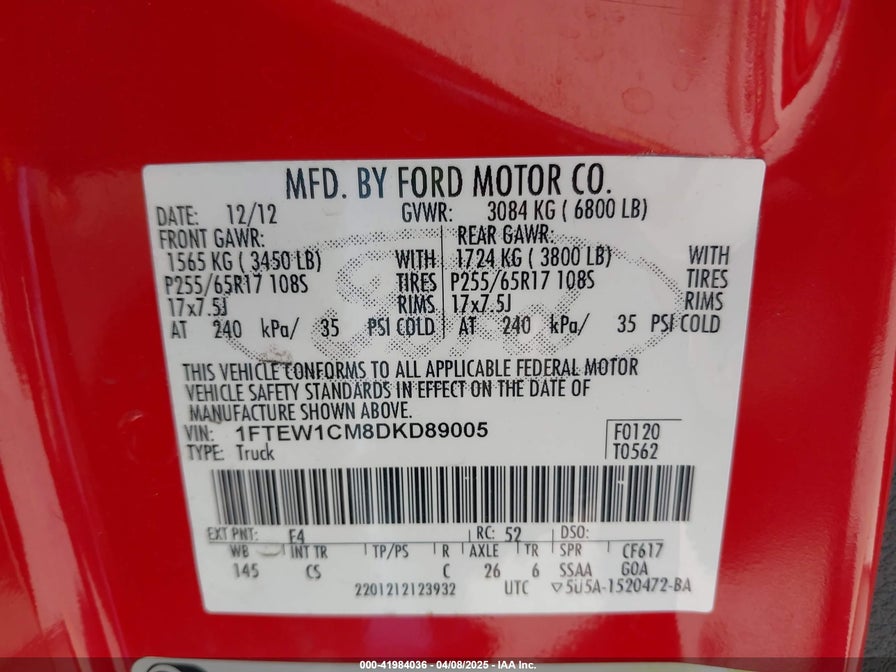 MFD. BY FORD MOTOR CO.
DATE: 12/12 GVWR: 3084 KG ( 6800 LB)
FRONT GAWR: REAR GAWR:
1565 KG ( 3450 LB) WITH 1724 KG ( 3800 LB) WITH
P255/65R17 108S TIRES P255/65R17 108S TIRES
17x7.5J RIMS 17x7.5J RIMS
AT 240 kPa/ 35 PSI COLD AT 240 kPa/ 35 PSI COLD
THIS VEHICLE CONFORMS TO ALL APPLICABLE FEDERAL MOTOR
VEHICLE SAFETY STANDARDS IN EFFECT ON THE DATE OF
MANUFACTURE SHOWN ABOVE.
VIN: 1FTEW1CM8DKD89005 F0120
TYPE: Truck T0562
EXT PNT: E4 RC: 52 DSO:
WB INT TR TP/PS R AXLE TR SPR CF617
145 CS C 26 6 SSAA GOA
2201212123932 UTC ▽5U5A-1520472-BA
000-41984036 - 04/08/2025 - IAA Inc.